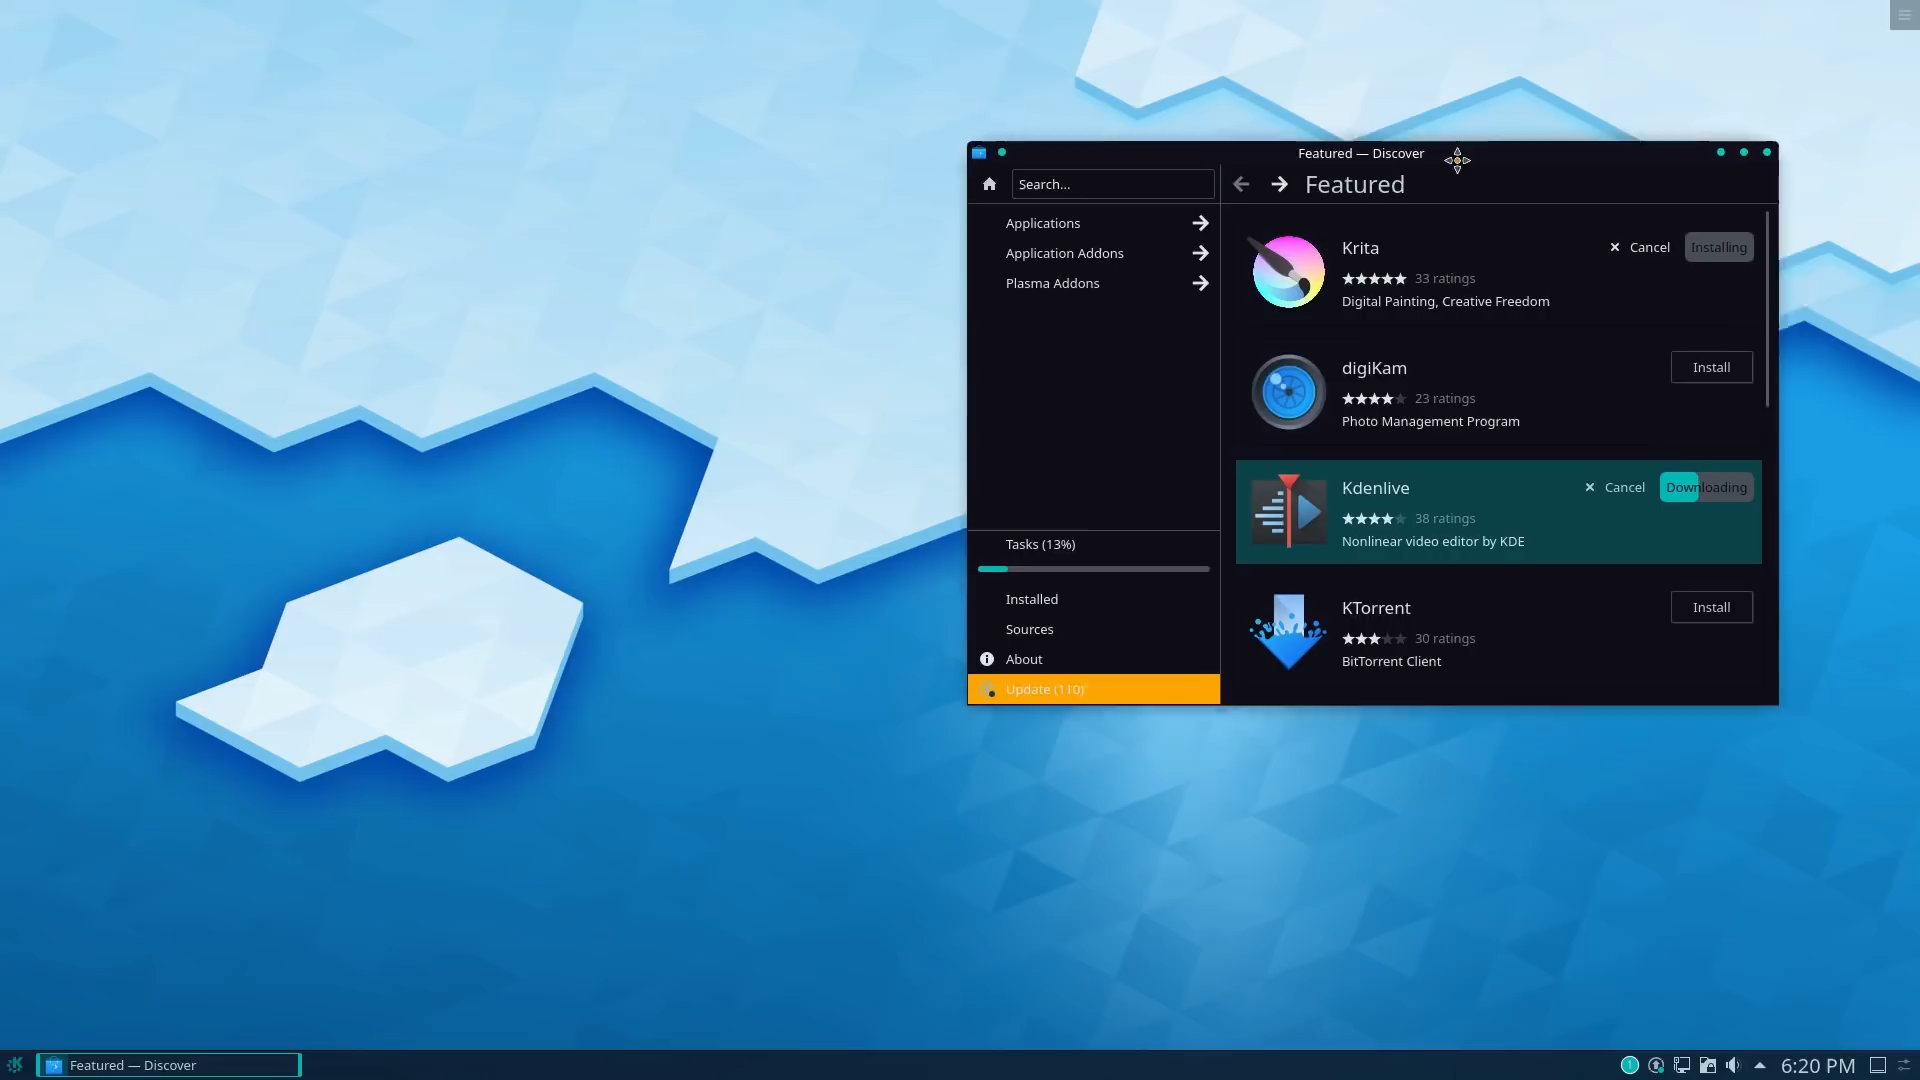 Featured — Discover
Search...
Featured
Applications
Application Addons
Plasma Addons
Tasks (13%)
Installed
Sources
About
Update (110)
Krita
Cancel
Installing
33 ratings
Digital Painting, Creative Freedom
digiKam
Install
23 ratings
Photo Management Program
Kdenlive
Cancel
Downloading
38 ratings
Nonlinear video editor by KDE
KTorrent
Install
30 ratings
BitTorrent Client
Featured — Discover
1
6:20 PM